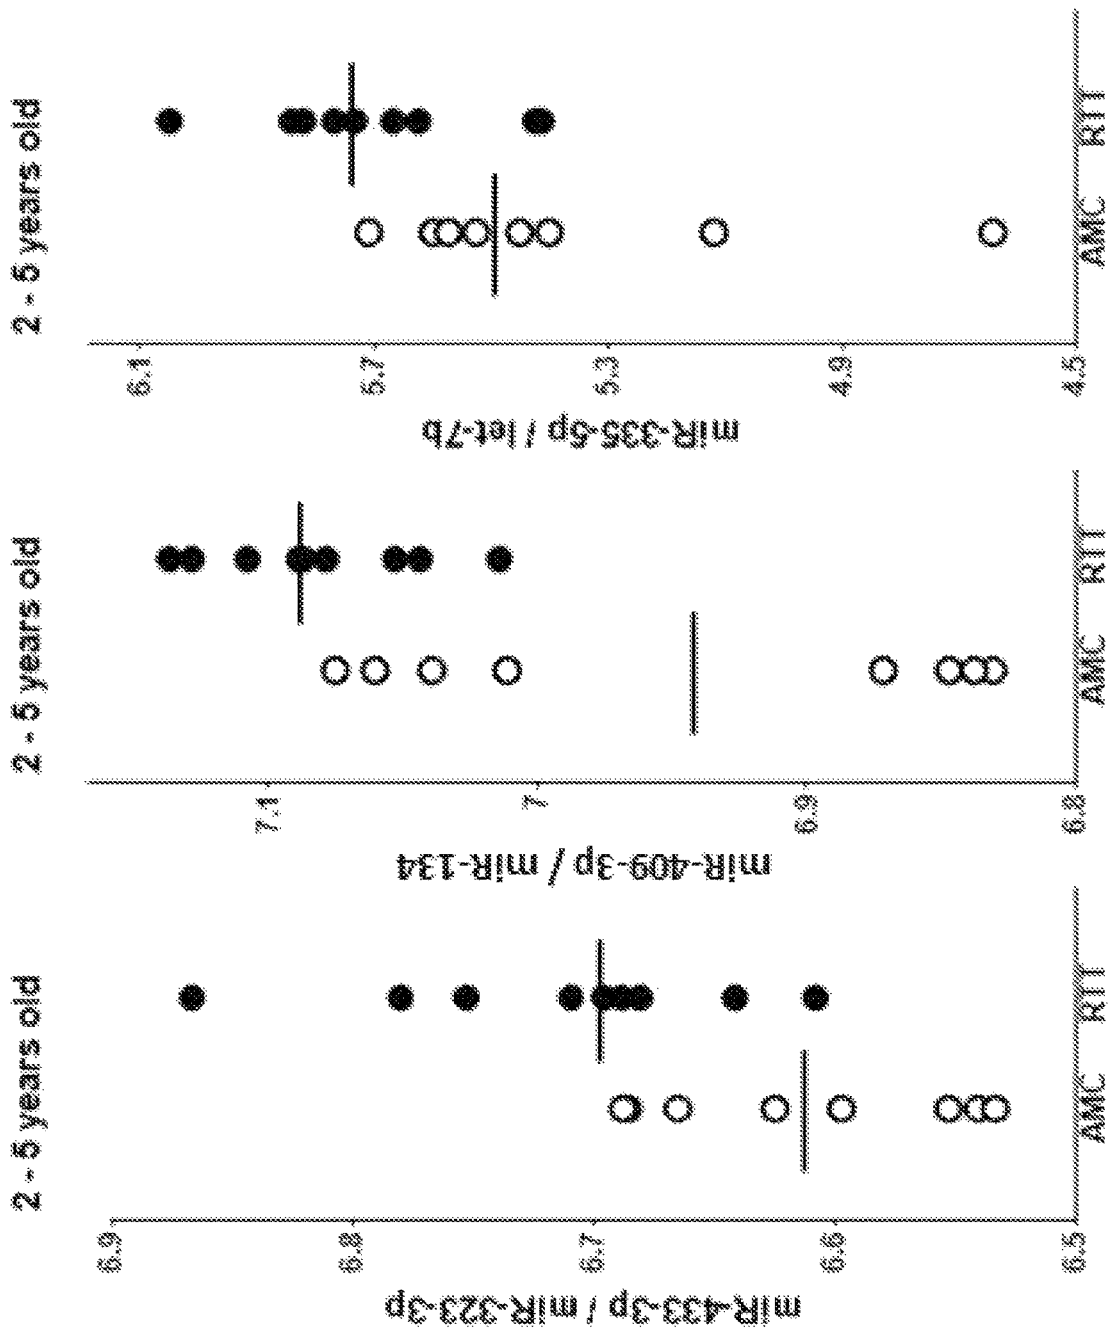 2 - 5 years old
miR-433-3p / miR-323-3p
6.9
6.8
6.7
6.6
6.5
AMC
RTT
2 - 5 years old
miR-409-3p / miR-134
7.1
7
6.9
6.8
AMC
RTT
2 - 5 years old
miR-335-5p / let-7b
6.1
5.7
5.3
4.9
4.5
AMC
RTT